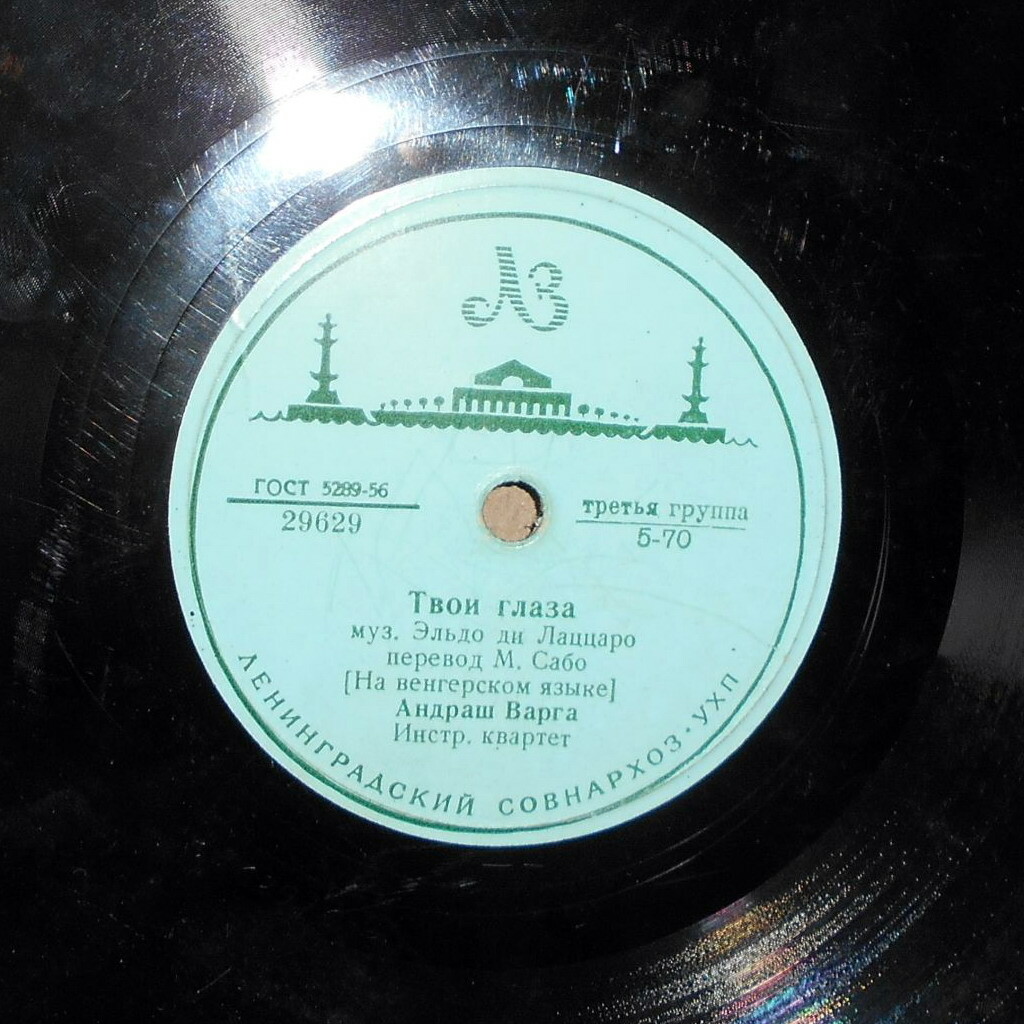 ЛЗ
ГОСТ 5289-56
29629
третья группа
5-70
Твои глаза
муз. Эльдо ди Лаццаро
перевод М. Сабо
[На венгерском языке]
Андраш Варга
Инстр. квартет
ЛЕНИНГРАДСКИЙ СОВНАРХОЗ·УХП